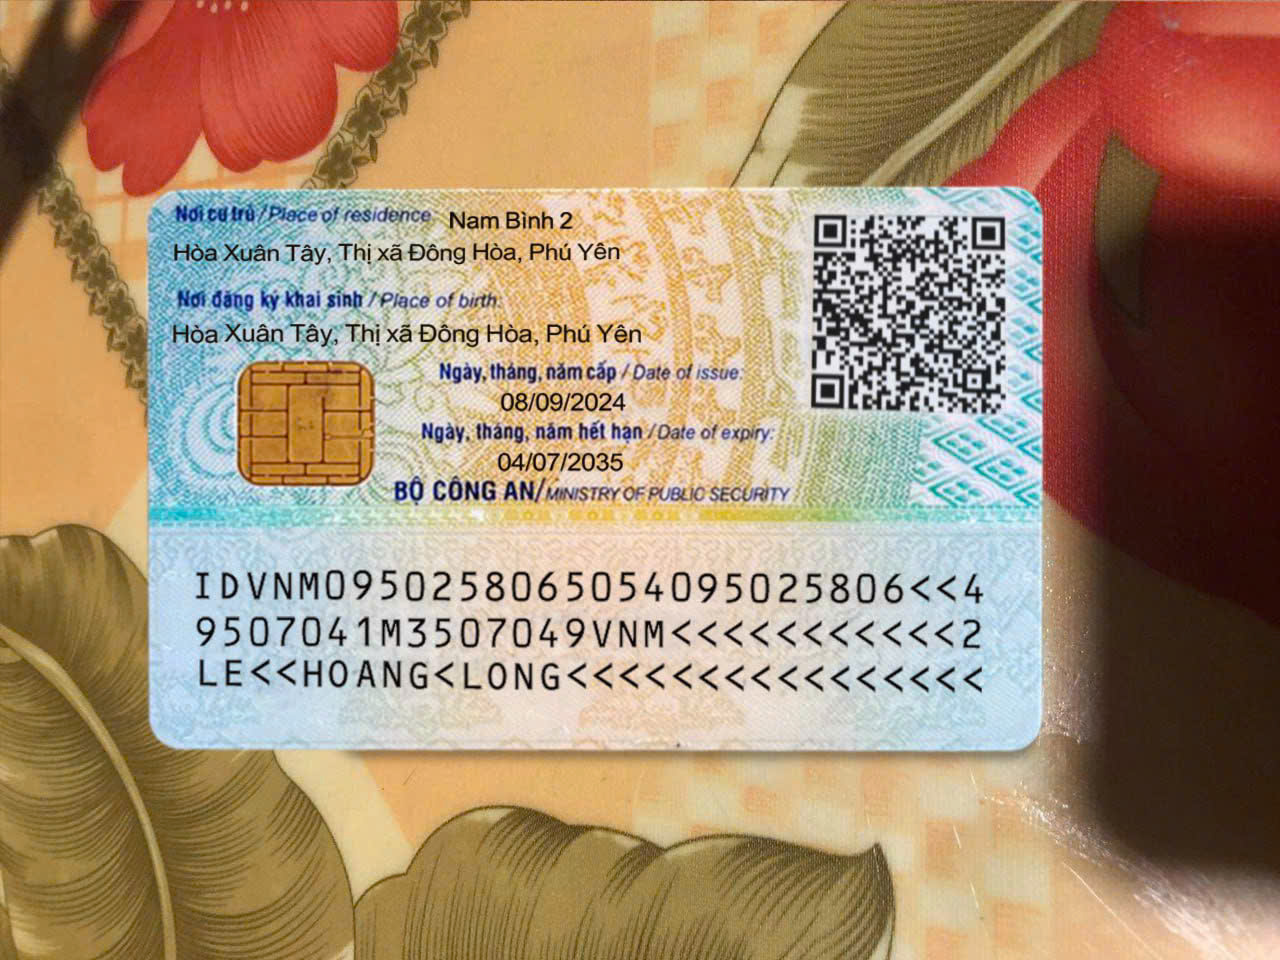 Nơi cư trú / Place of residence: Nam Bình 2
Hòa Xuân Tây, Thị xã Đông Hòa, Phú Yên
Nơi đăng ký khai sinh / Place of birth:
Hòa Xuân Tây, Thị xã Đông Hòa, Phú Yên
Ngày, tháng, năm cấp / Date of issue:
08/09/2024
Ngày, tháng, năm hết hạn / Date of expiry:
04/07/2035
BỘ CÔNG AN/MINISTRY OF PUBLIC SECURITY
IDVNM0950258065054095025806<<4
9507041M3507049VNM<<<<<<<<<<<2
LE<<HOANG<LONG<<<<<<<<<<<<<<<<